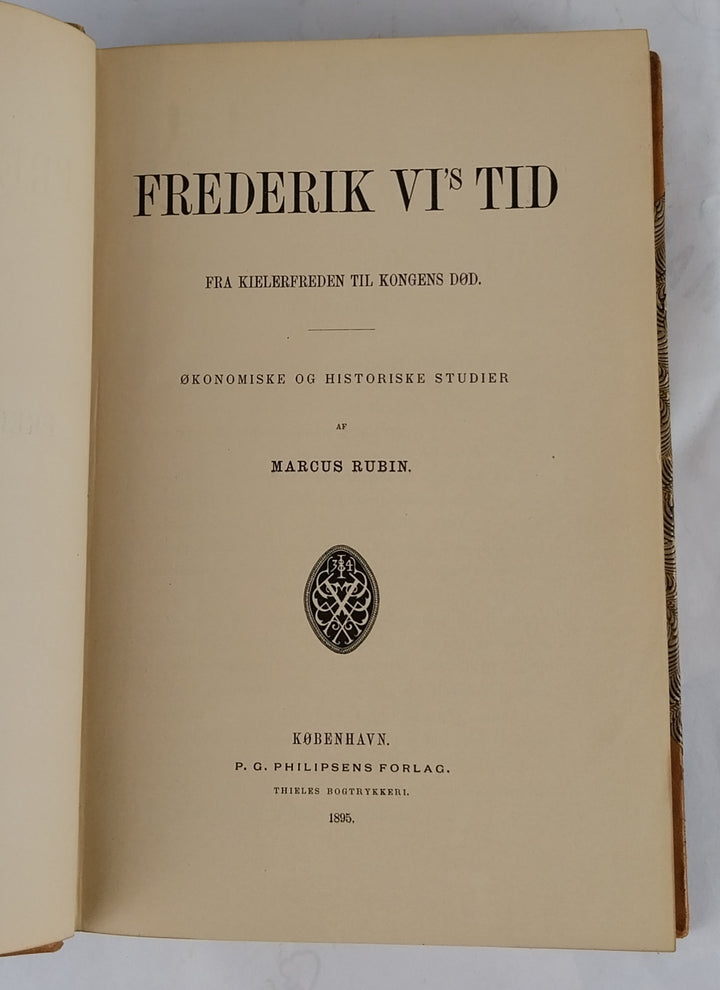 FREDERIK VI'S TID
FRA KIELERFREDEN TIL KONGENS DØD.
ØKONOMISKE OG HISTORISKE STUDIER
AF
MARCUS RUBIN.
KØBENHAVN.
P. G. PHILIPSENS FORLAG.
THIELES BOGTRYKKERI.
1895.